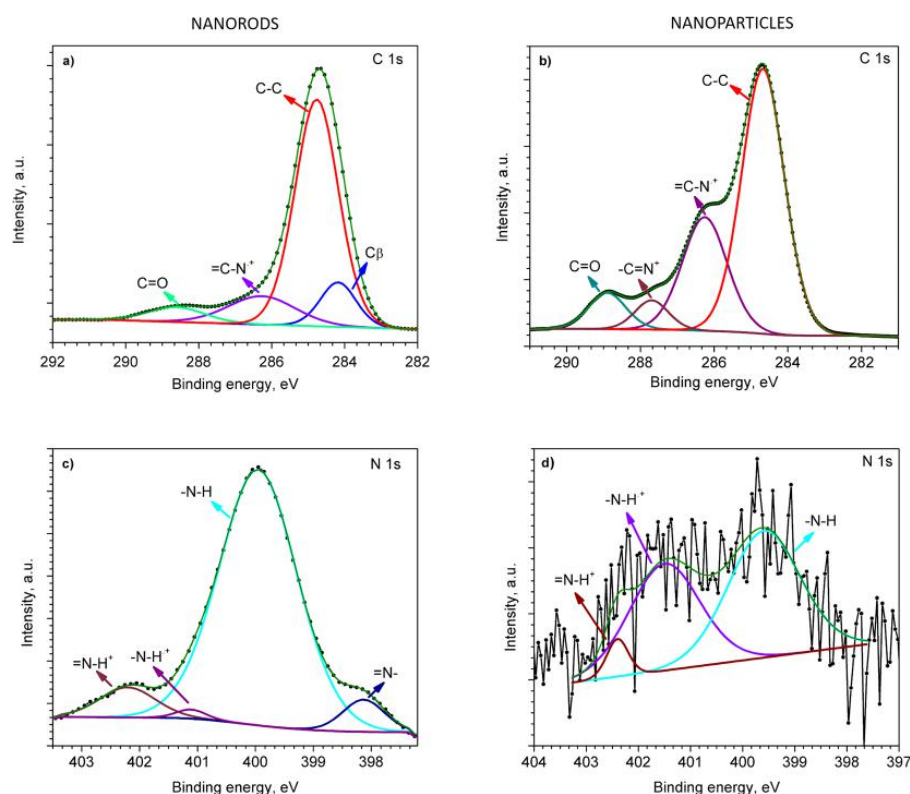 NANORODS
NANOPARTICLES
a)
C 1s
C-C
Cβ
=C-N⁺
C=O
Intensity, a.u.
292 290 288 286 284 282
Binding energy, eV
b)
C 1s
C-C
=C-N⁺
-C=N⁺
C=O
Intensity, a.u.
290 288 286 284 282
Binding energy, eV
c)
N 1s
-N-H
=N-H⁺
-N-H⁺
=N-
Intensity, a.u.
403 402 401 400 399 398
Binding energy, eV
d)
N 1s
-N-H⁺
-N-H
=N-H⁺
Intensity, a.u.
404 403 402 401 400 399 398 397
Binding energy, eV